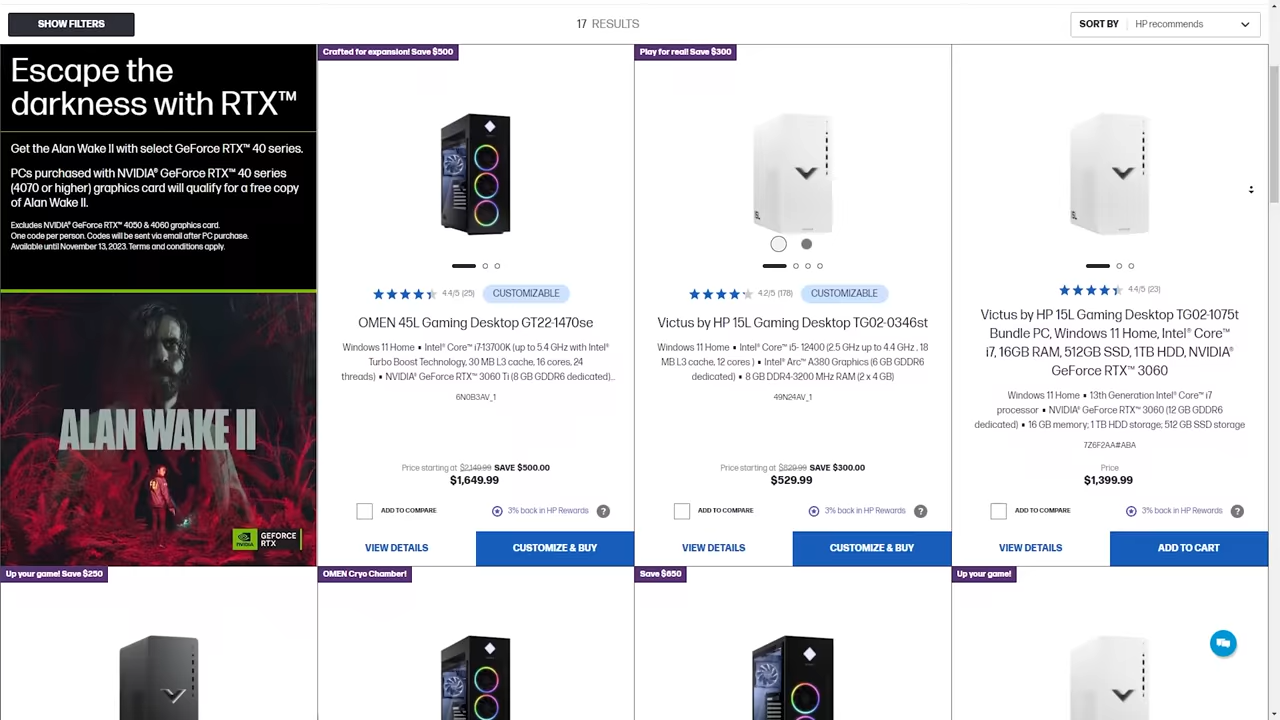 SHOW FILTERS
17 RESULTS
SORT BY HP recommends
Escape the
darkness with RTX™
Get the Alan Wake II with select GeForce RTX™ 40 series.
PCs purchased with NVIDIA® GeForce RTX™ 40 series
(4070 or higher) graphics card will qualify for a free copy
of Alan Wake II.
Excludes NVIDIA® GeForce RTX™ 4050 & 4060 graphics card.
One code per person. Codes will be sent via email after PC purchase.
Available until November 13, 2023. Terms and conditions apply.
ALAN WAKE II
NVIDIA
GEFORCE
RTX
Crafted for expansion! Save $500
4.4/5 (25) CUSTOMIZABLE
OMEN 45L Gaming Desktop GT22-1470se
Windows 11 Home ▪ Intel® Core™ i7-13700K (up to 5.4 GHz with Intel®
Turbo Boost Technology, 30 MB L3 cache, 16 cores, 24
threads) ▪ NVIDIA® GeForce RTX™ 3060 Ti (8 GB GDDR6 dedicated)...
6N0B3AV_1
Price starting at $2,149.99 SAVE $500.00
$1,649.99
ADD TO COMPARE
3% back in HP Rewards ?
VIEW DETAILS
CUSTOMIZE & BUY
Play for real! Save $300
4.2/5 (178) CUSTOMIZABLE
Victus by HP 15L Gaming Desktop TG02-0346st
Windows 11 Home ▪ Intel® Core™ i5- 12400 (2.5 GHz up to 4.4 GHz , 18
MB L3 cache, 12 cores ) ▪ Intel® Arc™ A380 Graphics (6 GB GDDR6
dedicated) ▪ 8 GB DDR4-3200 MHz RAM (2 x 4 GB)
49N24AV_1
Price starting at $829.99 SAVE $300.00
$529.99
ADD TO COMPARE
3% back in HP Rewards ?
VIEW DETAILS
CUSTOMIZE & BUY
4.4/5 (23)
Victus by HP 15L Gaming Desktop TG02-1075t
Bundle PC, Windows 11 Home, Intel® Core™
i7, 16GB RAM, 512GB SSD, 1TB HDD, NVIDIA®
GeForce RTX™ 3060
Windows 11 Home ▪ 13th Generation Intel® Core™ i7
processor ▪ NVIDIA® GeForce RTX™ 3060 (12 GB GDDR6
dedicated) ▪ 16 GB memory; 1 TB HDD storage; 512 GB SSD storage
7Z6F2AA#ABA
Price
$1,399.99
ADD TO COMPARE
3% back in HP Rewards ?
VIEW DETAILS
ADD TO CART
Up your game! Save $250
OMEN Cryo Chamber!
Save $650
Up your game!